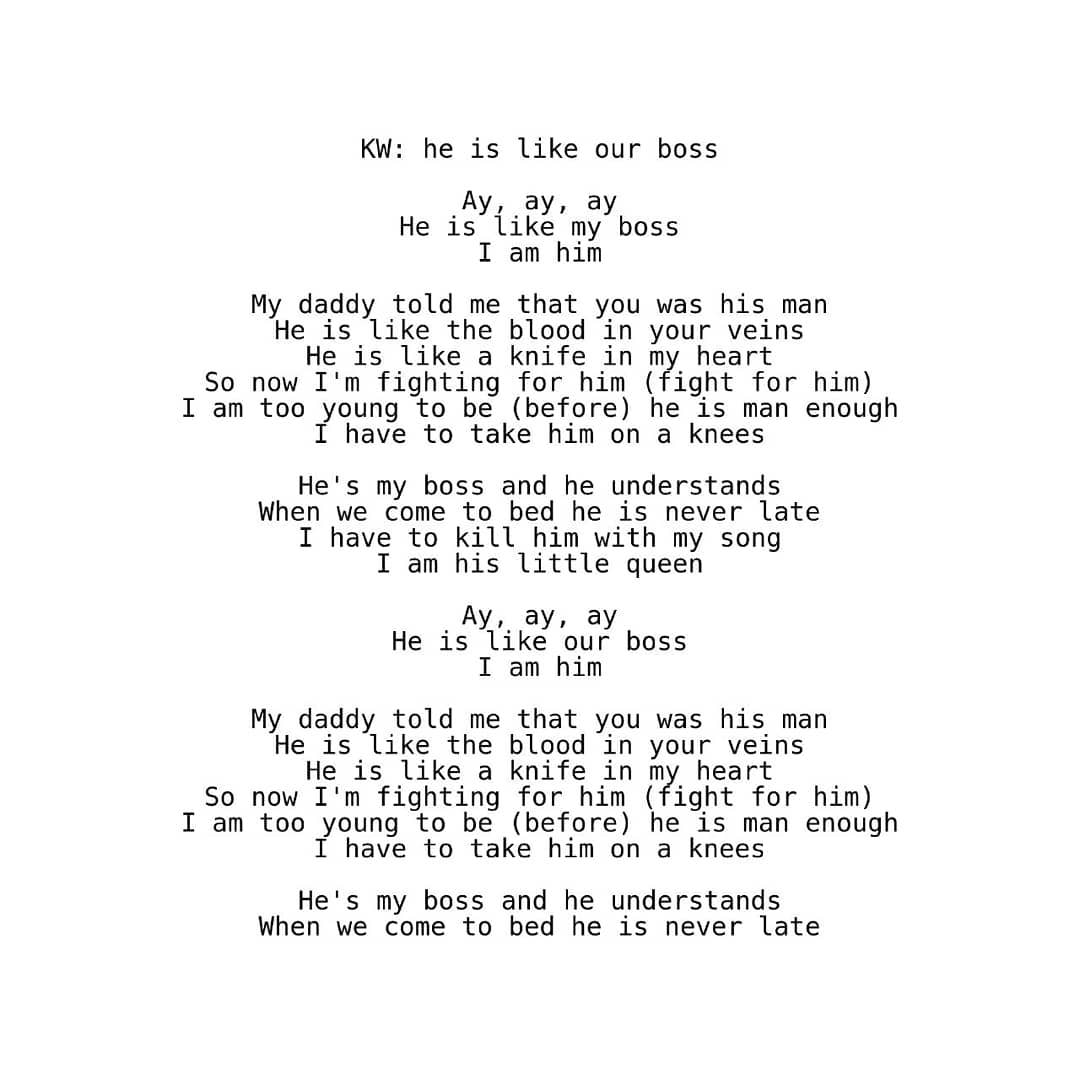 KW: he is like our boss
Ay, ay, ay
He is like my boss
I am him
My daddy told me that you was his man
He is like the blood in your veins
He is like a knife in my heart
So now I'm fighting for him (fight for him)
I am too young to be (before) he is man enough
I have to take him on a knees
He's my boss and he understands
When we come to bed he is never late
I have to kill him with my song
I am his little queen
Ay, ay, ay
He is like our boss
I am him
My daddy told me that you was his man
He is like the blood in your veins
He is like a knife in my heart
So now I'm fighting for him (fight for him)
I am too young to be (before) he is man enough
I have to take him on a knees
He's my boss and he understands
When we come to bed he is never late